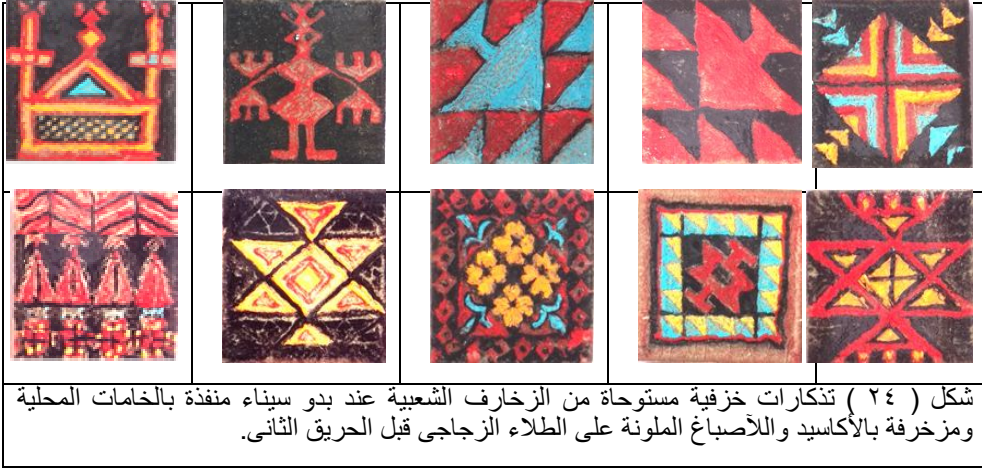 شكل ( ٢٤ ) تذكارات خزفية مستوحاة من الزخارف الشعبية عند بدو سيناء منفذة بالخامات المحلية
ومزخرفة بالأكاسيد واللآصباغ الملونة على الطلاء الزجاجى قبل الحريق الثانى.